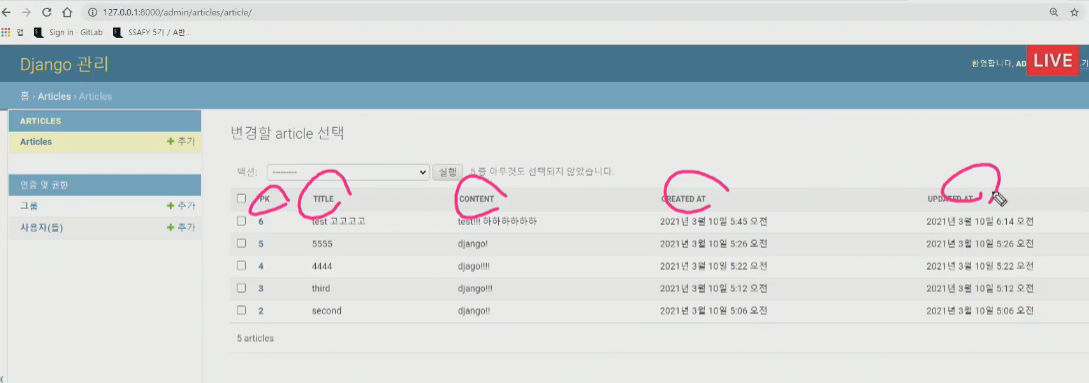 127.0.0.1:8000/admin/articles/article/
앱 Sign in · GitLab SSAFY 5기 / A반...
Django 관리
환영합니다, AD
LIVE
홈 › Articles › Articles
ARTICLES
Articles + 추가
인증 및 권한
그룹 + 추가
사용자(들) + 추가
변경할 article 선택
액션: --------- 실행 5 중 아무것도 선택되지 않았습니다.
PK TITLE CONTENT CREATED AT UPDATED AT
6 test 고고고고 test!!! 하하하하하하 2021년 3월 10일 5:45 오전 2021년 3월 10일 6:14 오전
5 5555 django! 2021년 3월 10일 5:26 오전 2021년 3월 10일 5:26 오전
4 4444 djago!!!! 2021년 3월 10일 5:22 오전 2021년 3월 10일 5:22 오전
3 third django!!! 2021년 3월 10일 5:12 오전 2021년 3월 10일 5:12 오전
2 second django!! 2021년 3월 10일 5:06 오전 2021년 3월 10일 5:06 오전
5 articles